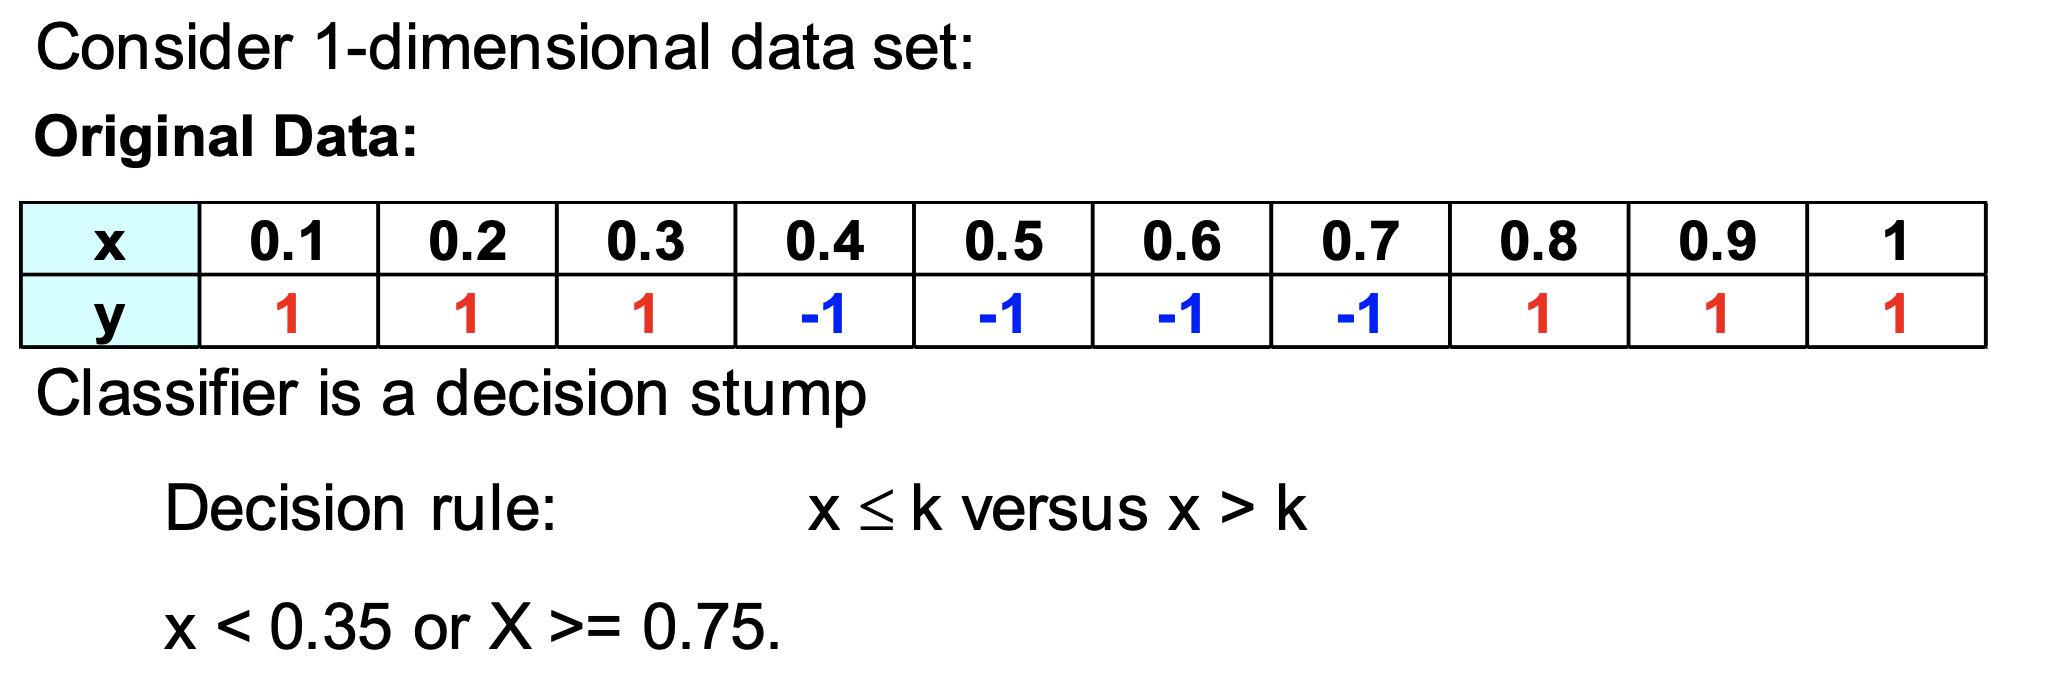 Consider 1-dimensional data set:
Original Data:
x 0.1 0.2 0.3 0.4 0.5 0.6 0.7 0.8 0.9 1
y 1 1 1 -1 -1 -1 -1 1 1 1
Classifier is a decision stump
Decision rule: x ≤ k versus x > k
x < 0.35 or X >= 0.75.